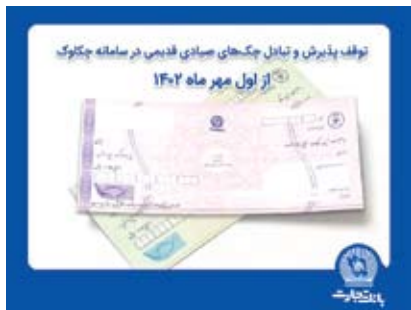 توقف پذیرش و تبادل چک‌های صیادی قدیمی در سامانه چکاوک
از اول مهر ماه ۱۴۰۲
بانک تجارت